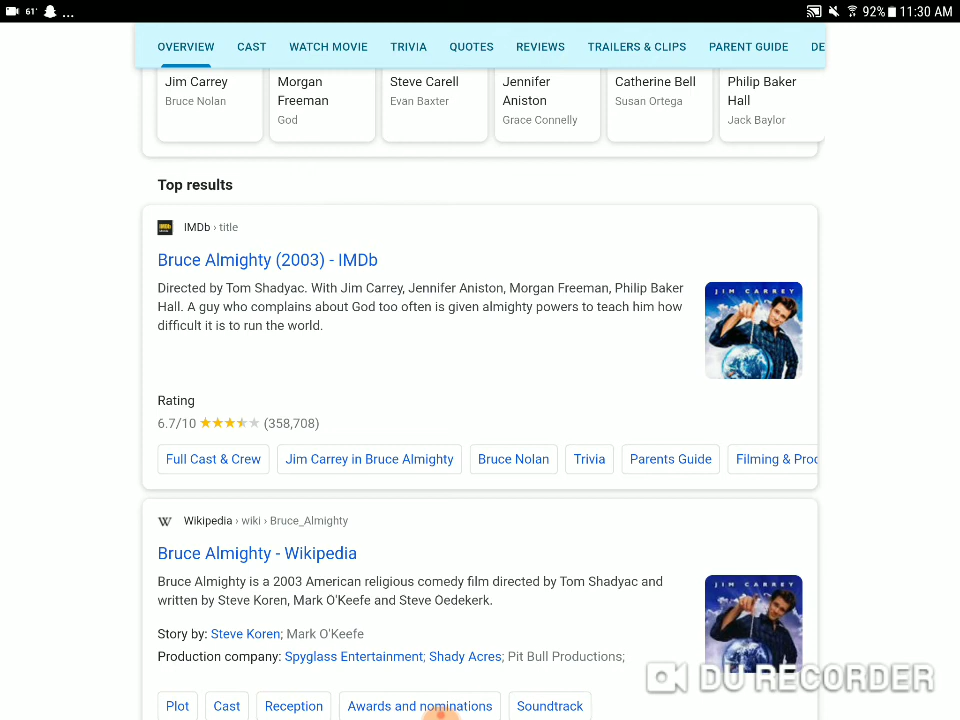 61° ... 92% 11:30 AM
OVERVIEW CAST WATCH MOVIE TRIVIA QUOTES REVIEWS TRAILERS & CLIPS PARENT GUIDE DE
Jim Carrey
Bruce Nolan
Morgan
Freeman
God
Steve Carell
Evan Baxter
Jennifer
Aniston
Grace Connelly
Catherine Bell
Susan Ortega
Philip Baker
Hall
Jack Baylor
Top results
IMDb › title
Bruce Almighty (2003) - IMDb
Directed by Tom Shadyac. With Jim Carrey, Jennifer Aniston, Morgan Freeman, Philip Baker
Hall. A guy who complains about God too often is given almighty powers to teach him how
difficult it is to run the world.
JIM CARREY
Rating
6.7/10 (358,708)
Full Cast & Crew Jim Carrey in Bruce Almighty Bruce Nolan Trivia Parents Guide Filming & Proc
W Wikipedia › wiki › Bruce_Almighty
Bruce Almighty - Wikipedia
Bruce Almighty is a 2003 American religious comedy film directed by Tom Shadyac and
written by Steve Koren, Mark O'Keefe and Steve Oedekerk.
JIM CARREY
Story by: Steve Koren; Mark O'Keefe
Production company: Spyglass Entertainment; Shady Acres; Pit Bull Productions;
DU RECORDER
Plot Cast Reception Awards and nominations Soundtrack